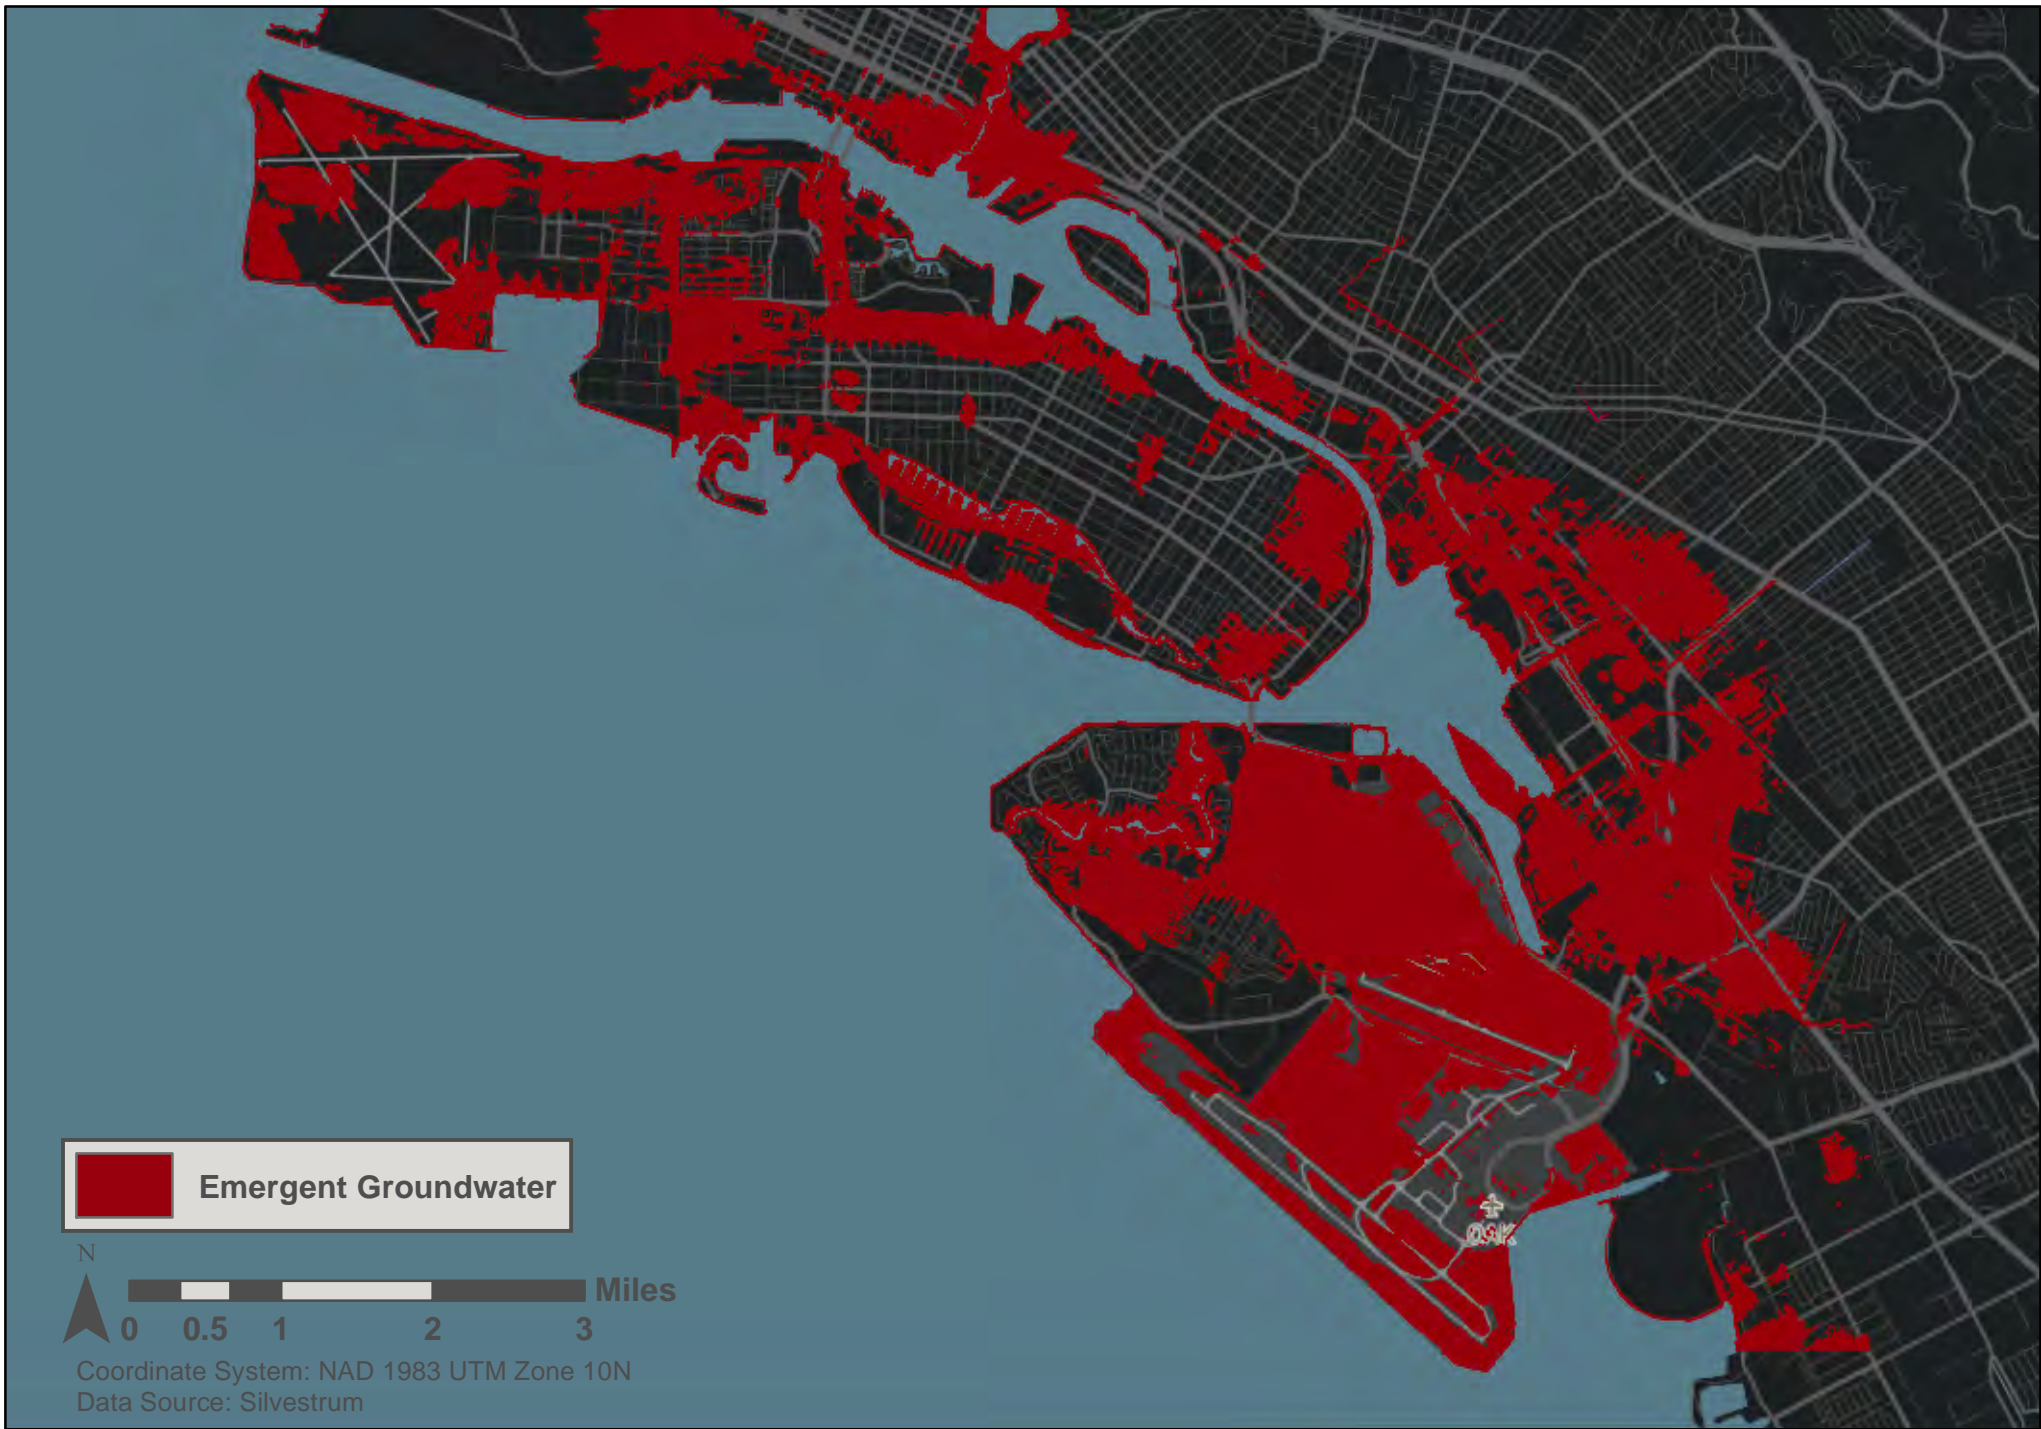 OAK
Emergent Groundwater
N
Miles
0 0.5 1 2 3
Coordinate System: NAD 1983 UTM Zone 10N
Data Source: Silvestrum